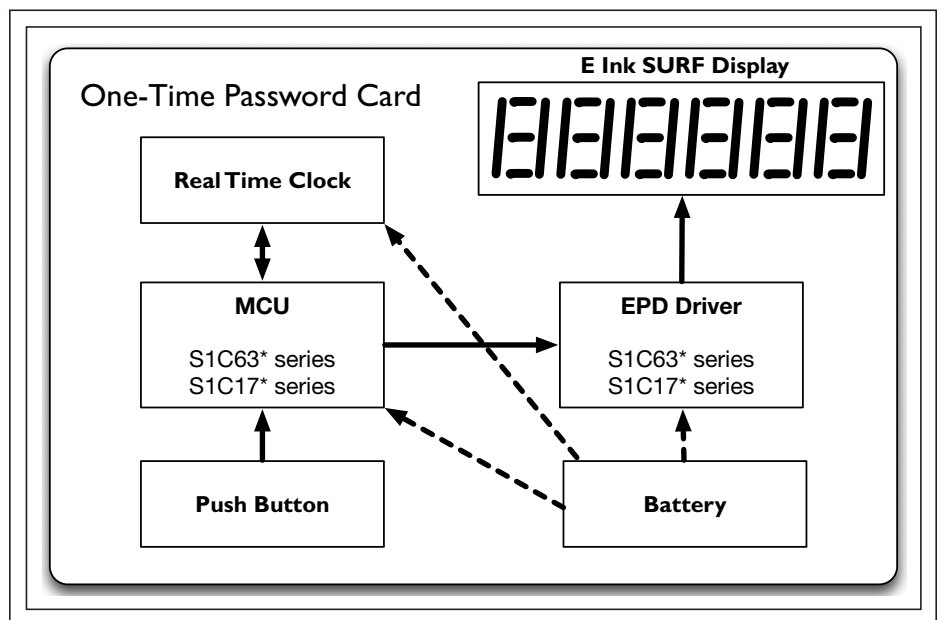 E Ink SURF Display
One-Time Password Card
8888888
Real Time Clock
MCU
S1C63* series
S1C17* series
EPD Driver
S1C63* series
S1C17* series
Push Button
Battery